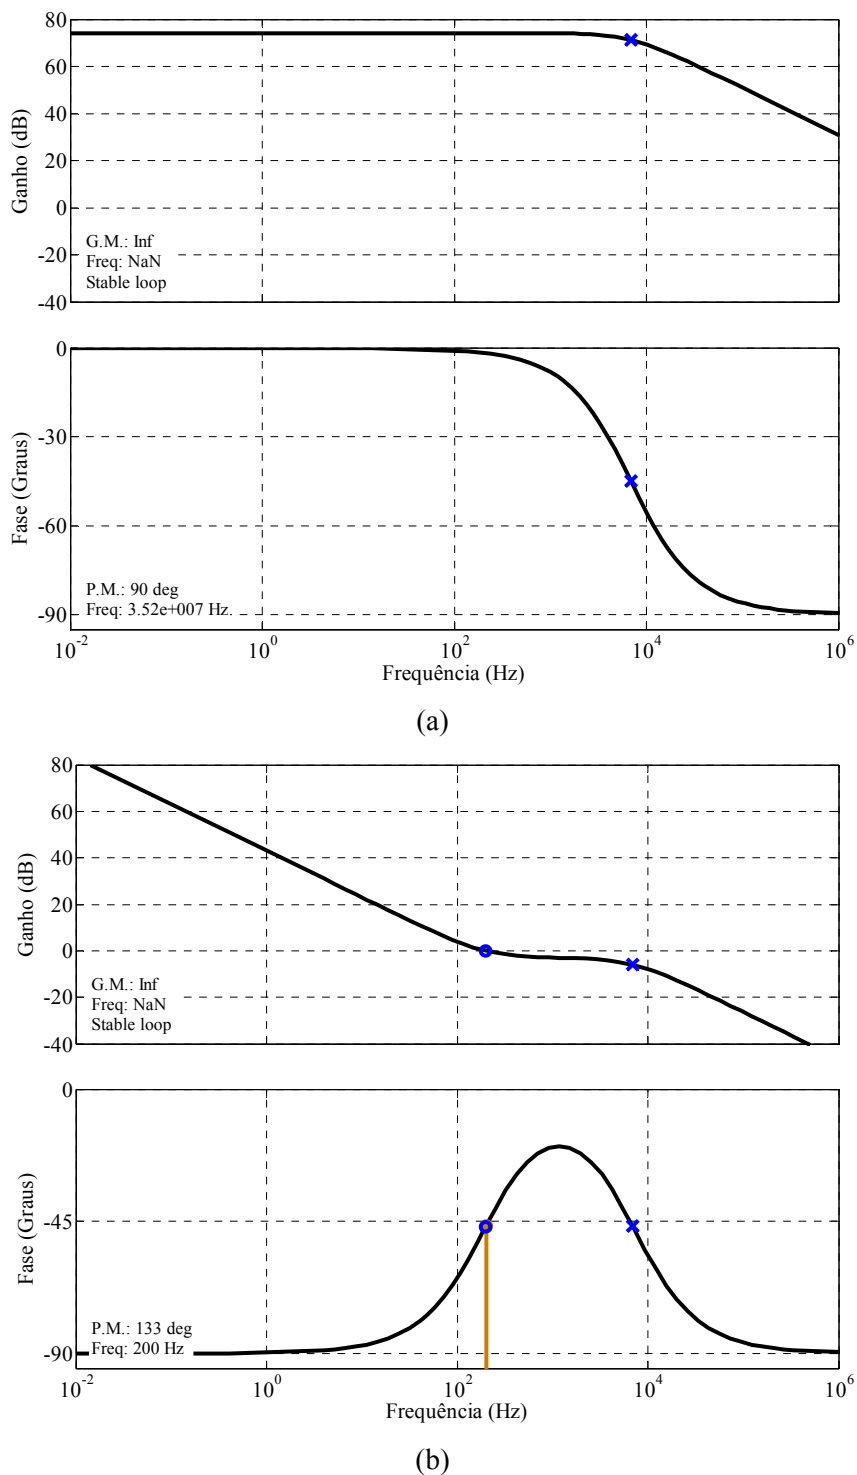 80
60
40
20
0
-20
-40
Ganho (dB)
G.M.: Inf
Freq: NaN
Stable loop
0
-30
-60
-90
Fase (Graus)
P.M.: 90 deg
Freq: 3.52e+007 Hz
10^-2
10^0
10^2
10^4
10^6
Frequência (Hz)
(a)
80
60
40
20
0
-20
-40
Ganho (dB)
G.M.: Inf
Freq: NaN
Stable loop
0
-45
-90
Fase (Graus)
P.M.: 133 deg
Freq: 200 Hz
10^-2
10^0
10^2
10^4
10^6
Frequência (Hz)
(b)